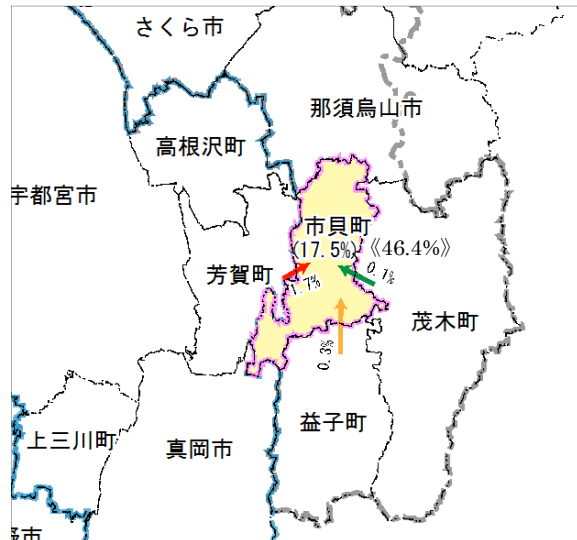 さくら市
那須烏山市
高根沢町
宇都宮市
市貝町
(17.5%) 《46.4%》
芳賀町
1.7%
0.1%
茂木町
0.3%
益子町
上三川町
真岡市
野市